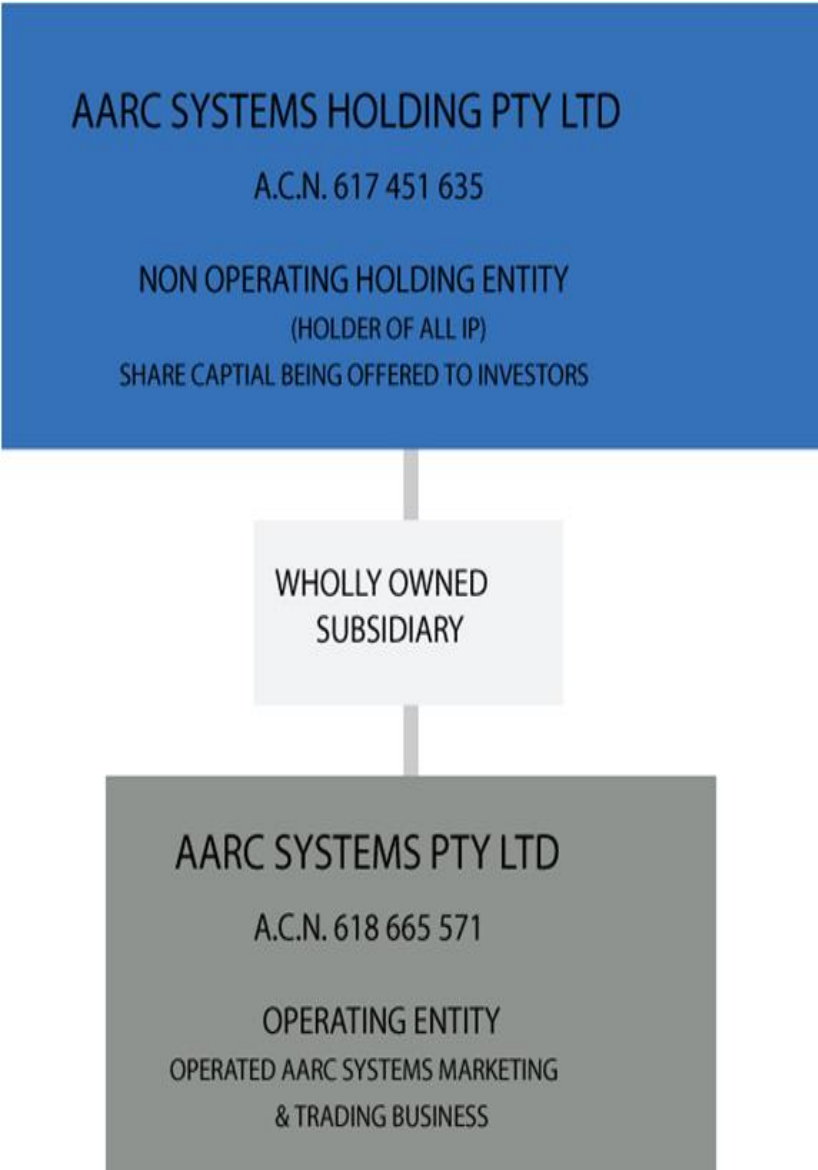 AARC SYSTEMS HOLDING PTY LTD
A.C.N. 617 451 635
NON OPERATING HOLDING ENTITY
(HOLDER OF ALL IP)
SHARE CAPTIAL BEING OFFERED TO INVESTORS
WHOLLY OWNED
SUBSIDIARY
AARC SYSTEMS PTY LTD
A.C.N. 618 665 571
OPERATING ENTITY
OPERATED AARC SYSTEMS MARKETING
& TRADING BUSINESS